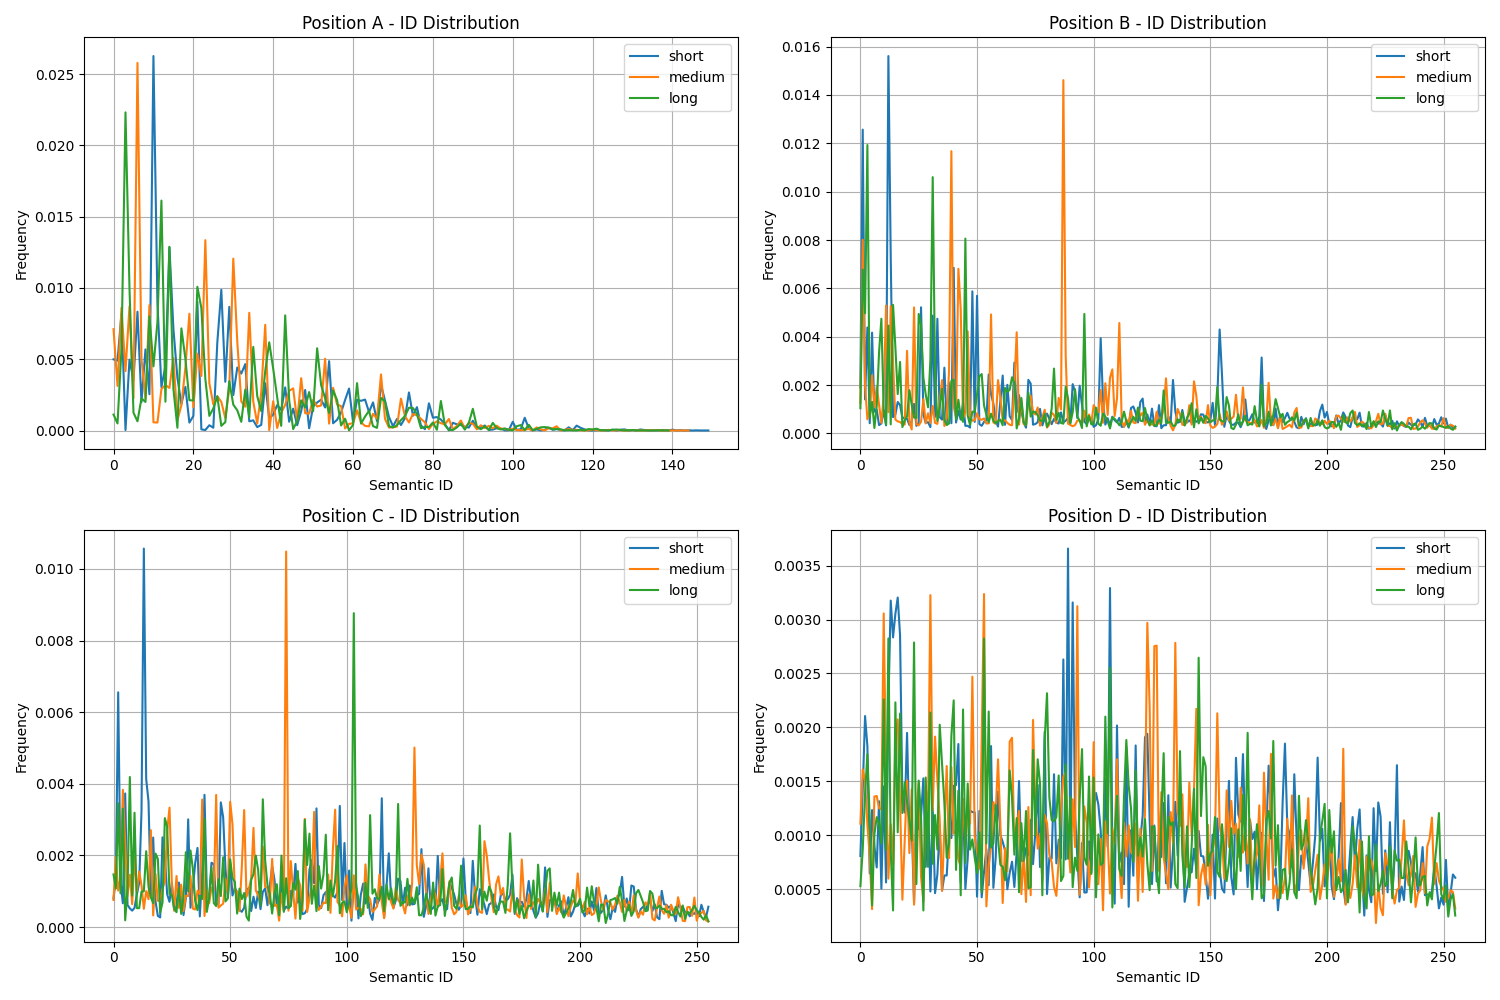 Position A - ID Distribution
Frequency
0.025
0.020
0.015
0.010
0.005
0.000
short
medium
long
0 20 40 60 80 100 120 140
Semantic ID
Position B - ID Distribution
Frequency
0.016
0.014
0.012
0.010
0.008
0.006
0.004
0.002
0.000
short
medium
long
0 50 100 150 200 250
Semantic ID
Position C - ID Distribution
Frequency
0.010
0.008
0.006
0.004
0.002
0.000
short
medium
long
0 50 100 150 200 250
Semantic ID
Position D - ID Distribution
Frequency
0.0035
0.0030
0.0025
0.0020
0.0015
0.0010
0.0005
short
medium
long
0 50 100 150 200 250
Semantic ID